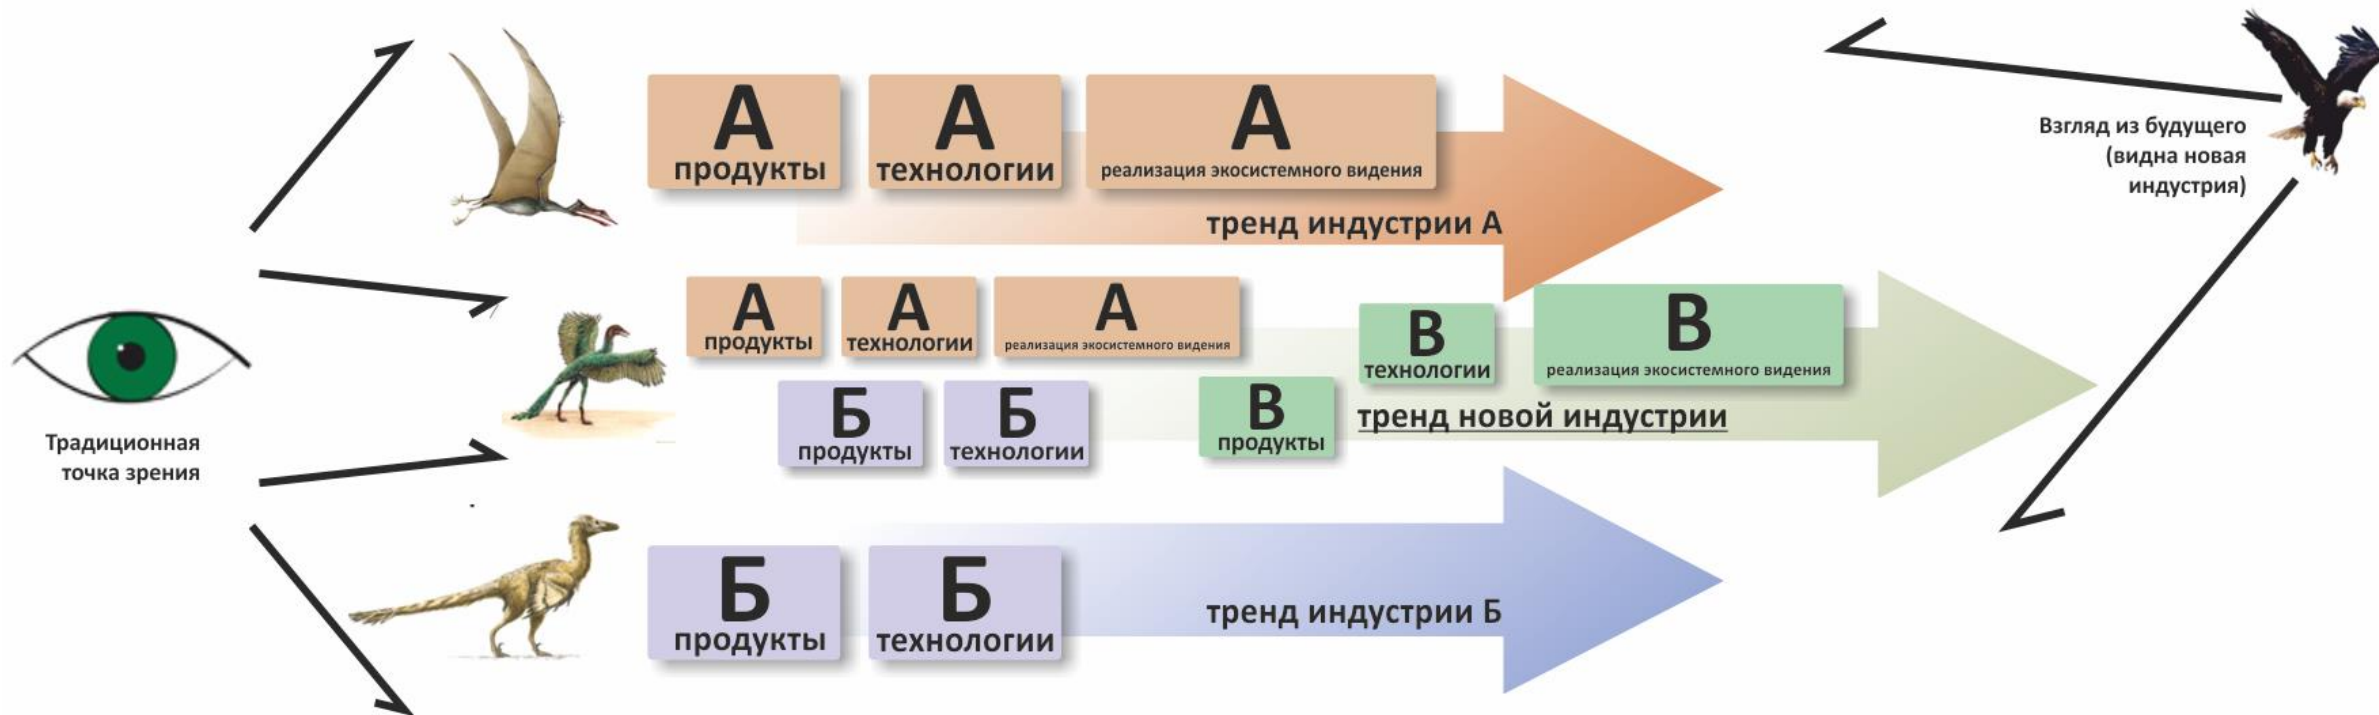 Традиционная
точка зрения
А
продукты
А
технологии
А
реализация экосистемного видения
тренд индустрии А
А
продукты
А
технологии
А
реализация экосистемного видения
Б
продукты
Б
технологии
В
продукты
В
технологии
В
реализация экосистемного видения
тренд новой индустрии
Б
продукты
Б
технологии
тренд индустрии Б
Взгляд из будущего
(видна новая
индустрия)